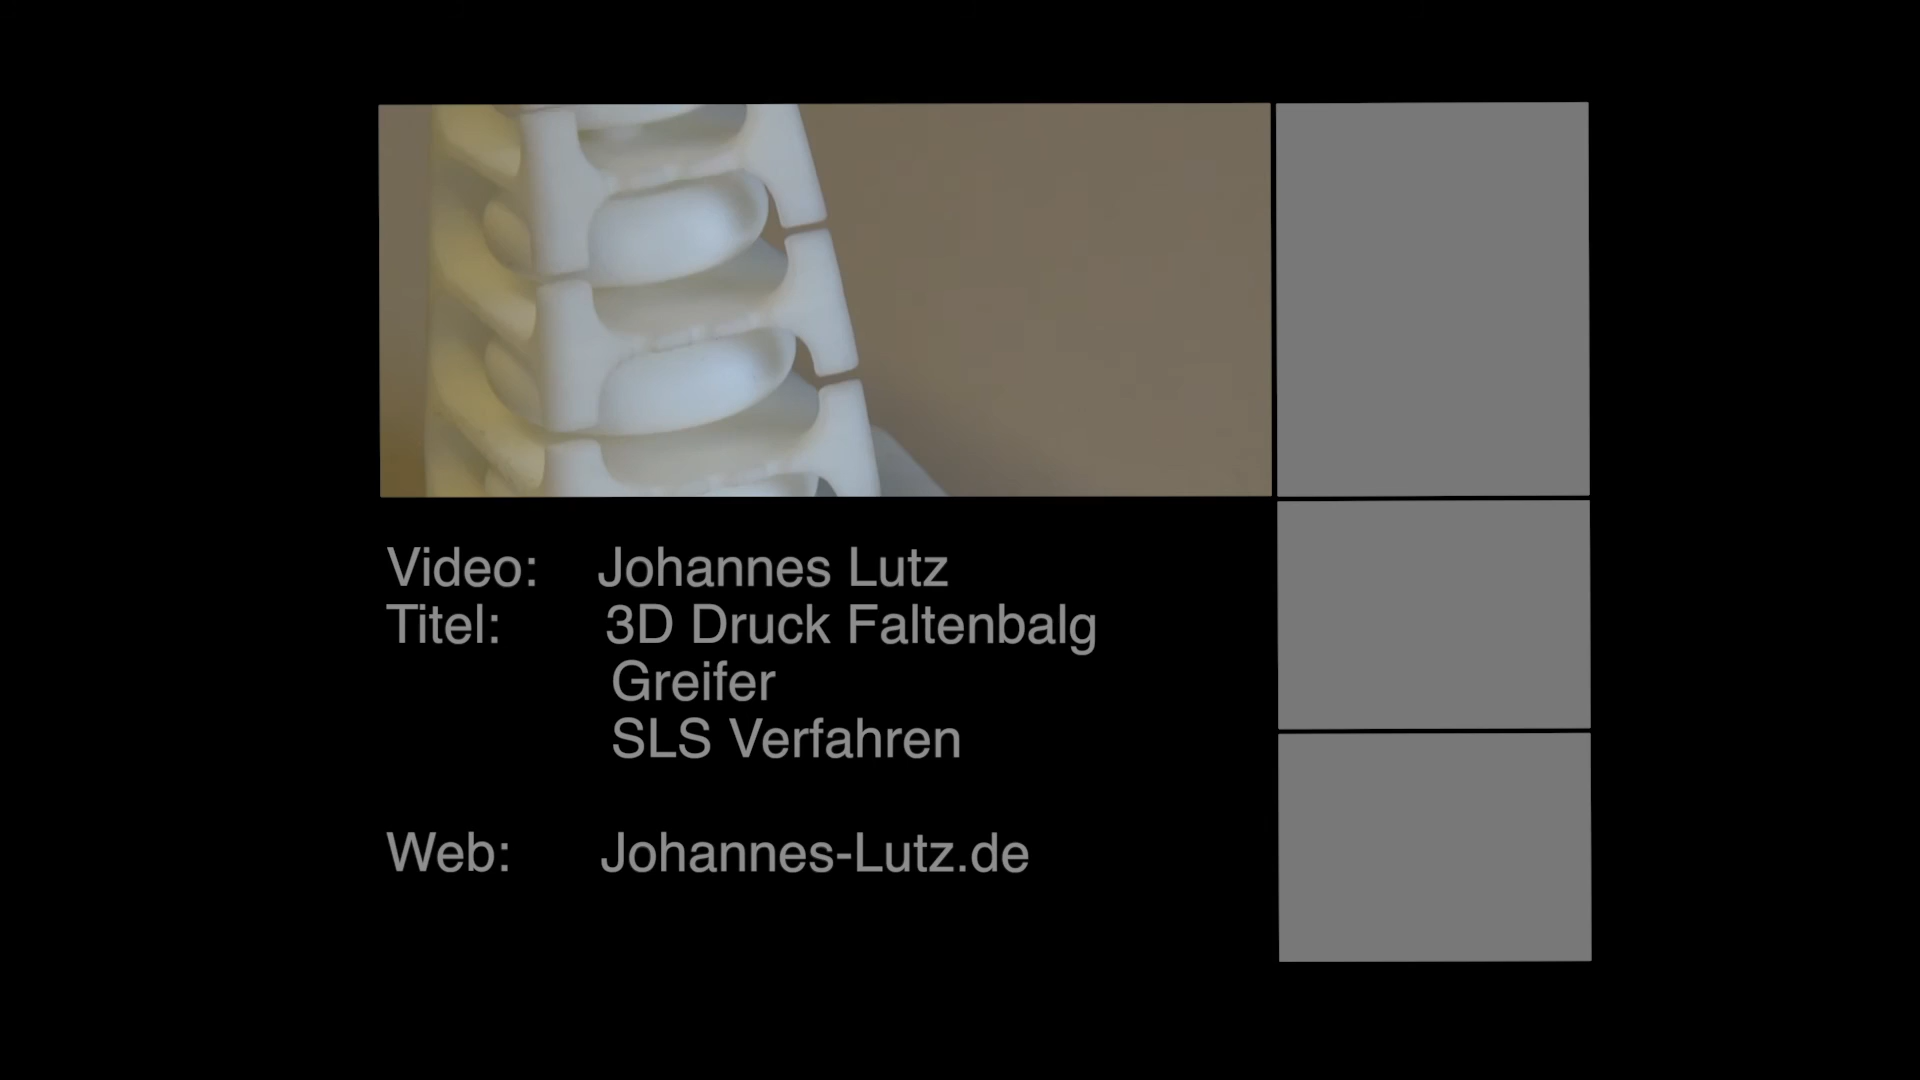 Video: Johannes Lutz
Titel: 3D Druck Faltenbalg
Greifer
SLS Verfahren
Web: Johannes-Lutz.de